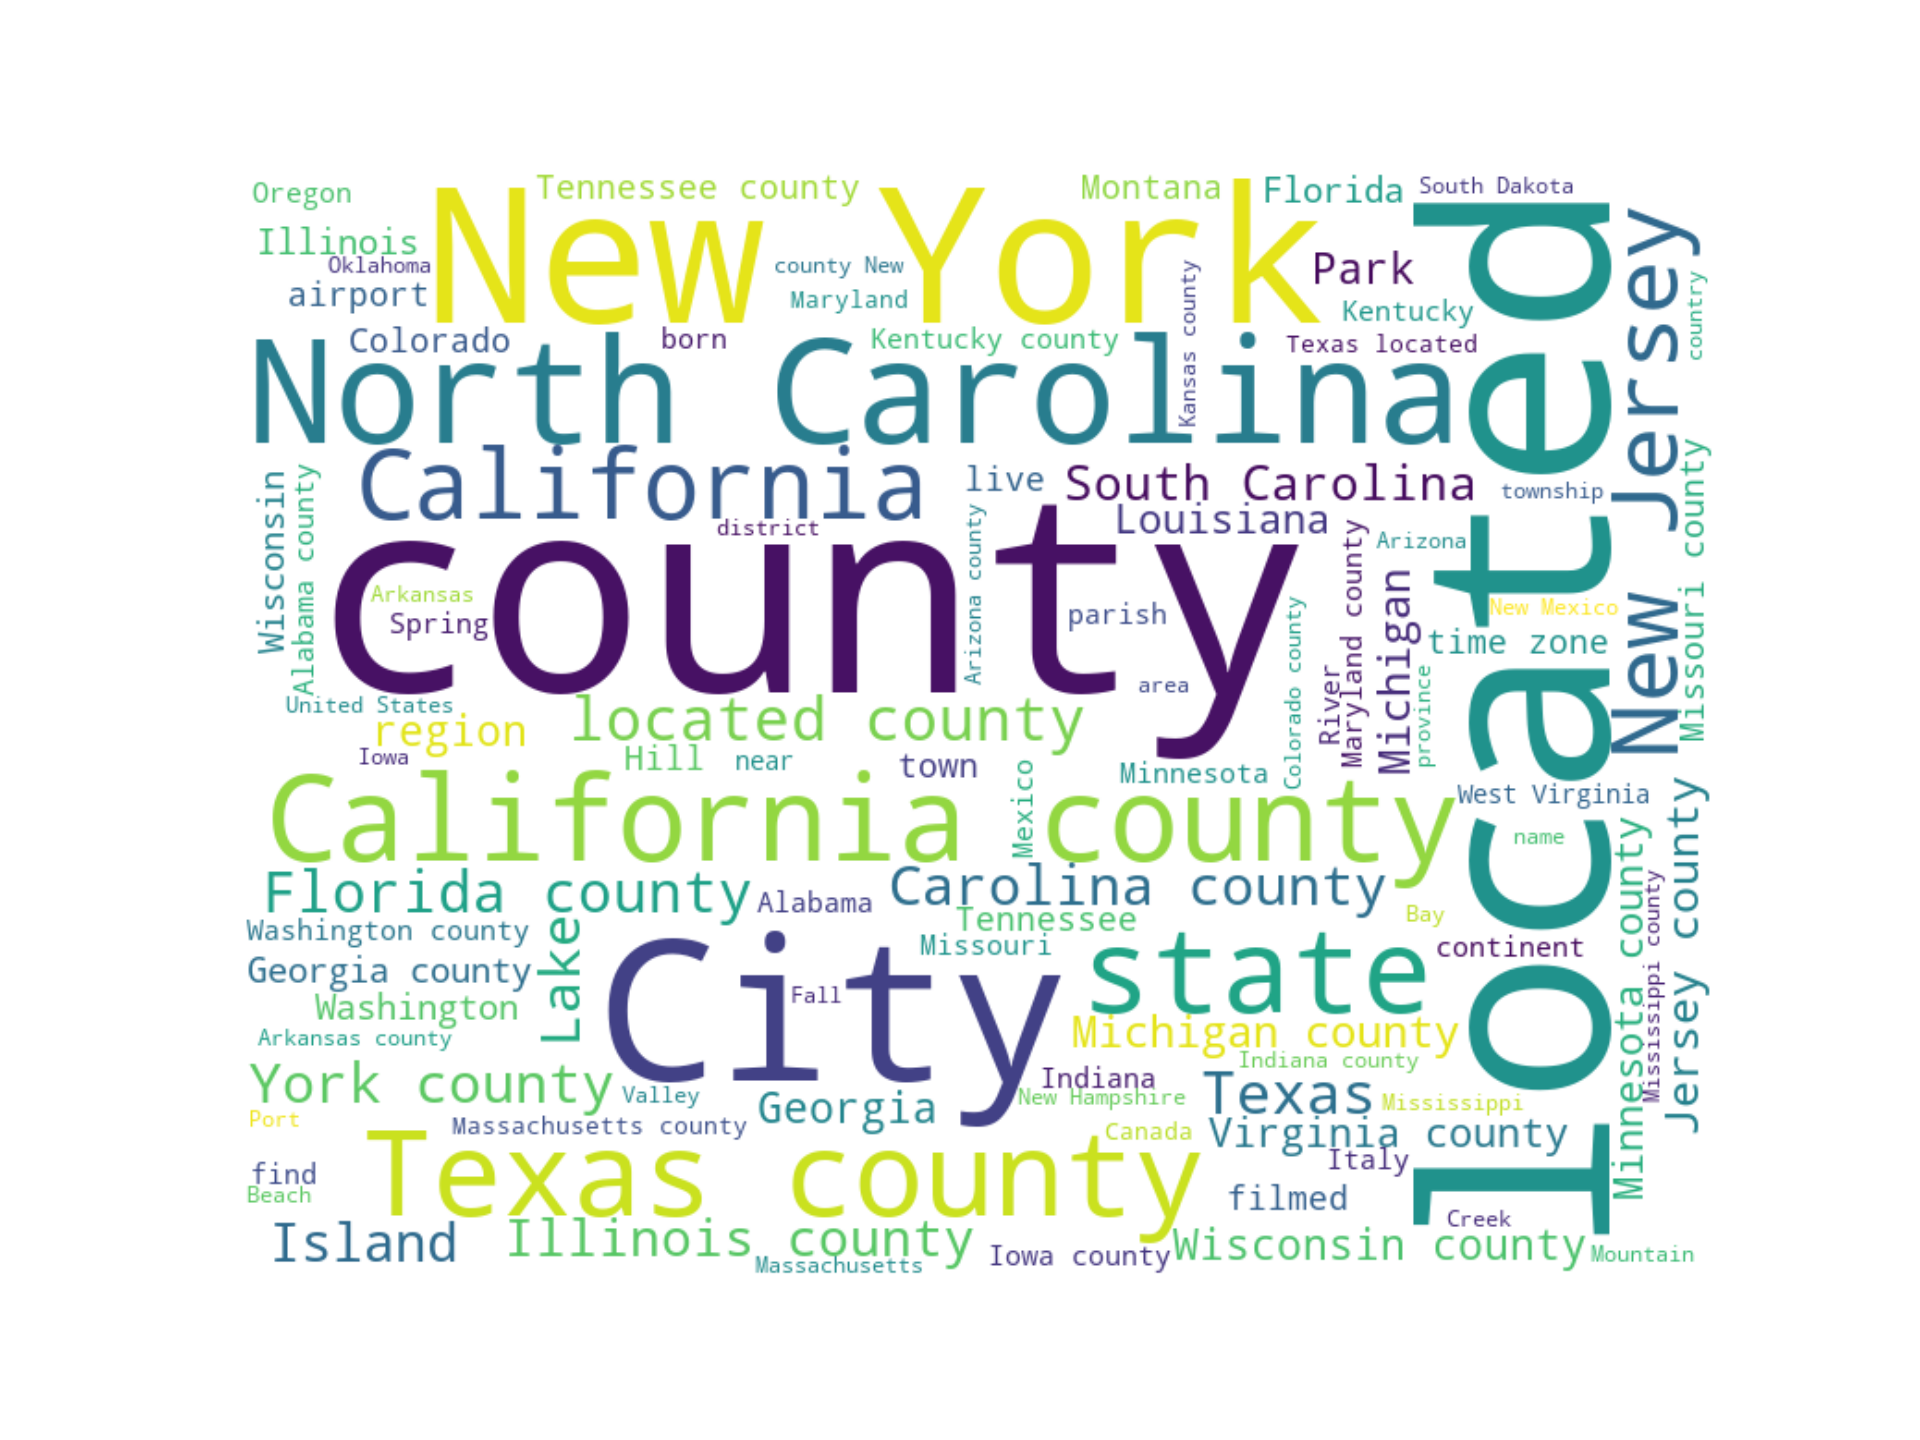 Oregon
Tennessee county
Montana
Florida
South Dakota
New York
Illinois
Oklahoma
county New
Park
airport
Maryland
Kentucky
Colorado
born
Kentucky county
Kansas county
Texas located
located
New Jersey
country
North Carolina
California
live
South Carolina
township
Louisiana
district
Wisconsin
Alabama county
county
Arizona county
Maryland county
Arizona
Missouri county
Arkansas
Spring
parish
New Mexico
Michigan
time zone
Colorado county
River
province
area
United States
region
located county
Iowa
Hill
near
town
Mexico
Minnesota
California county
West Virginia
Jersey county
name
Minnesota county
Mississippi county
Florida county
Alabama
Carolina county
Tennessee
Bay
Washington county
Lake
Missouri
state
continent
Georgia county
City
Fall
Washington
Michigan county
Arkansas county
Indiana county
York county
Valley
Indiana
New Hampshire
Texas
Mississippi
Georgia
Port
Massachusetts county
Canada
Virginia county
Texas county
Italy
find
Beach
filmed
Creek
Island
Illinois county
Iowa county
Wisconsin county
Mountain
Massachusetts